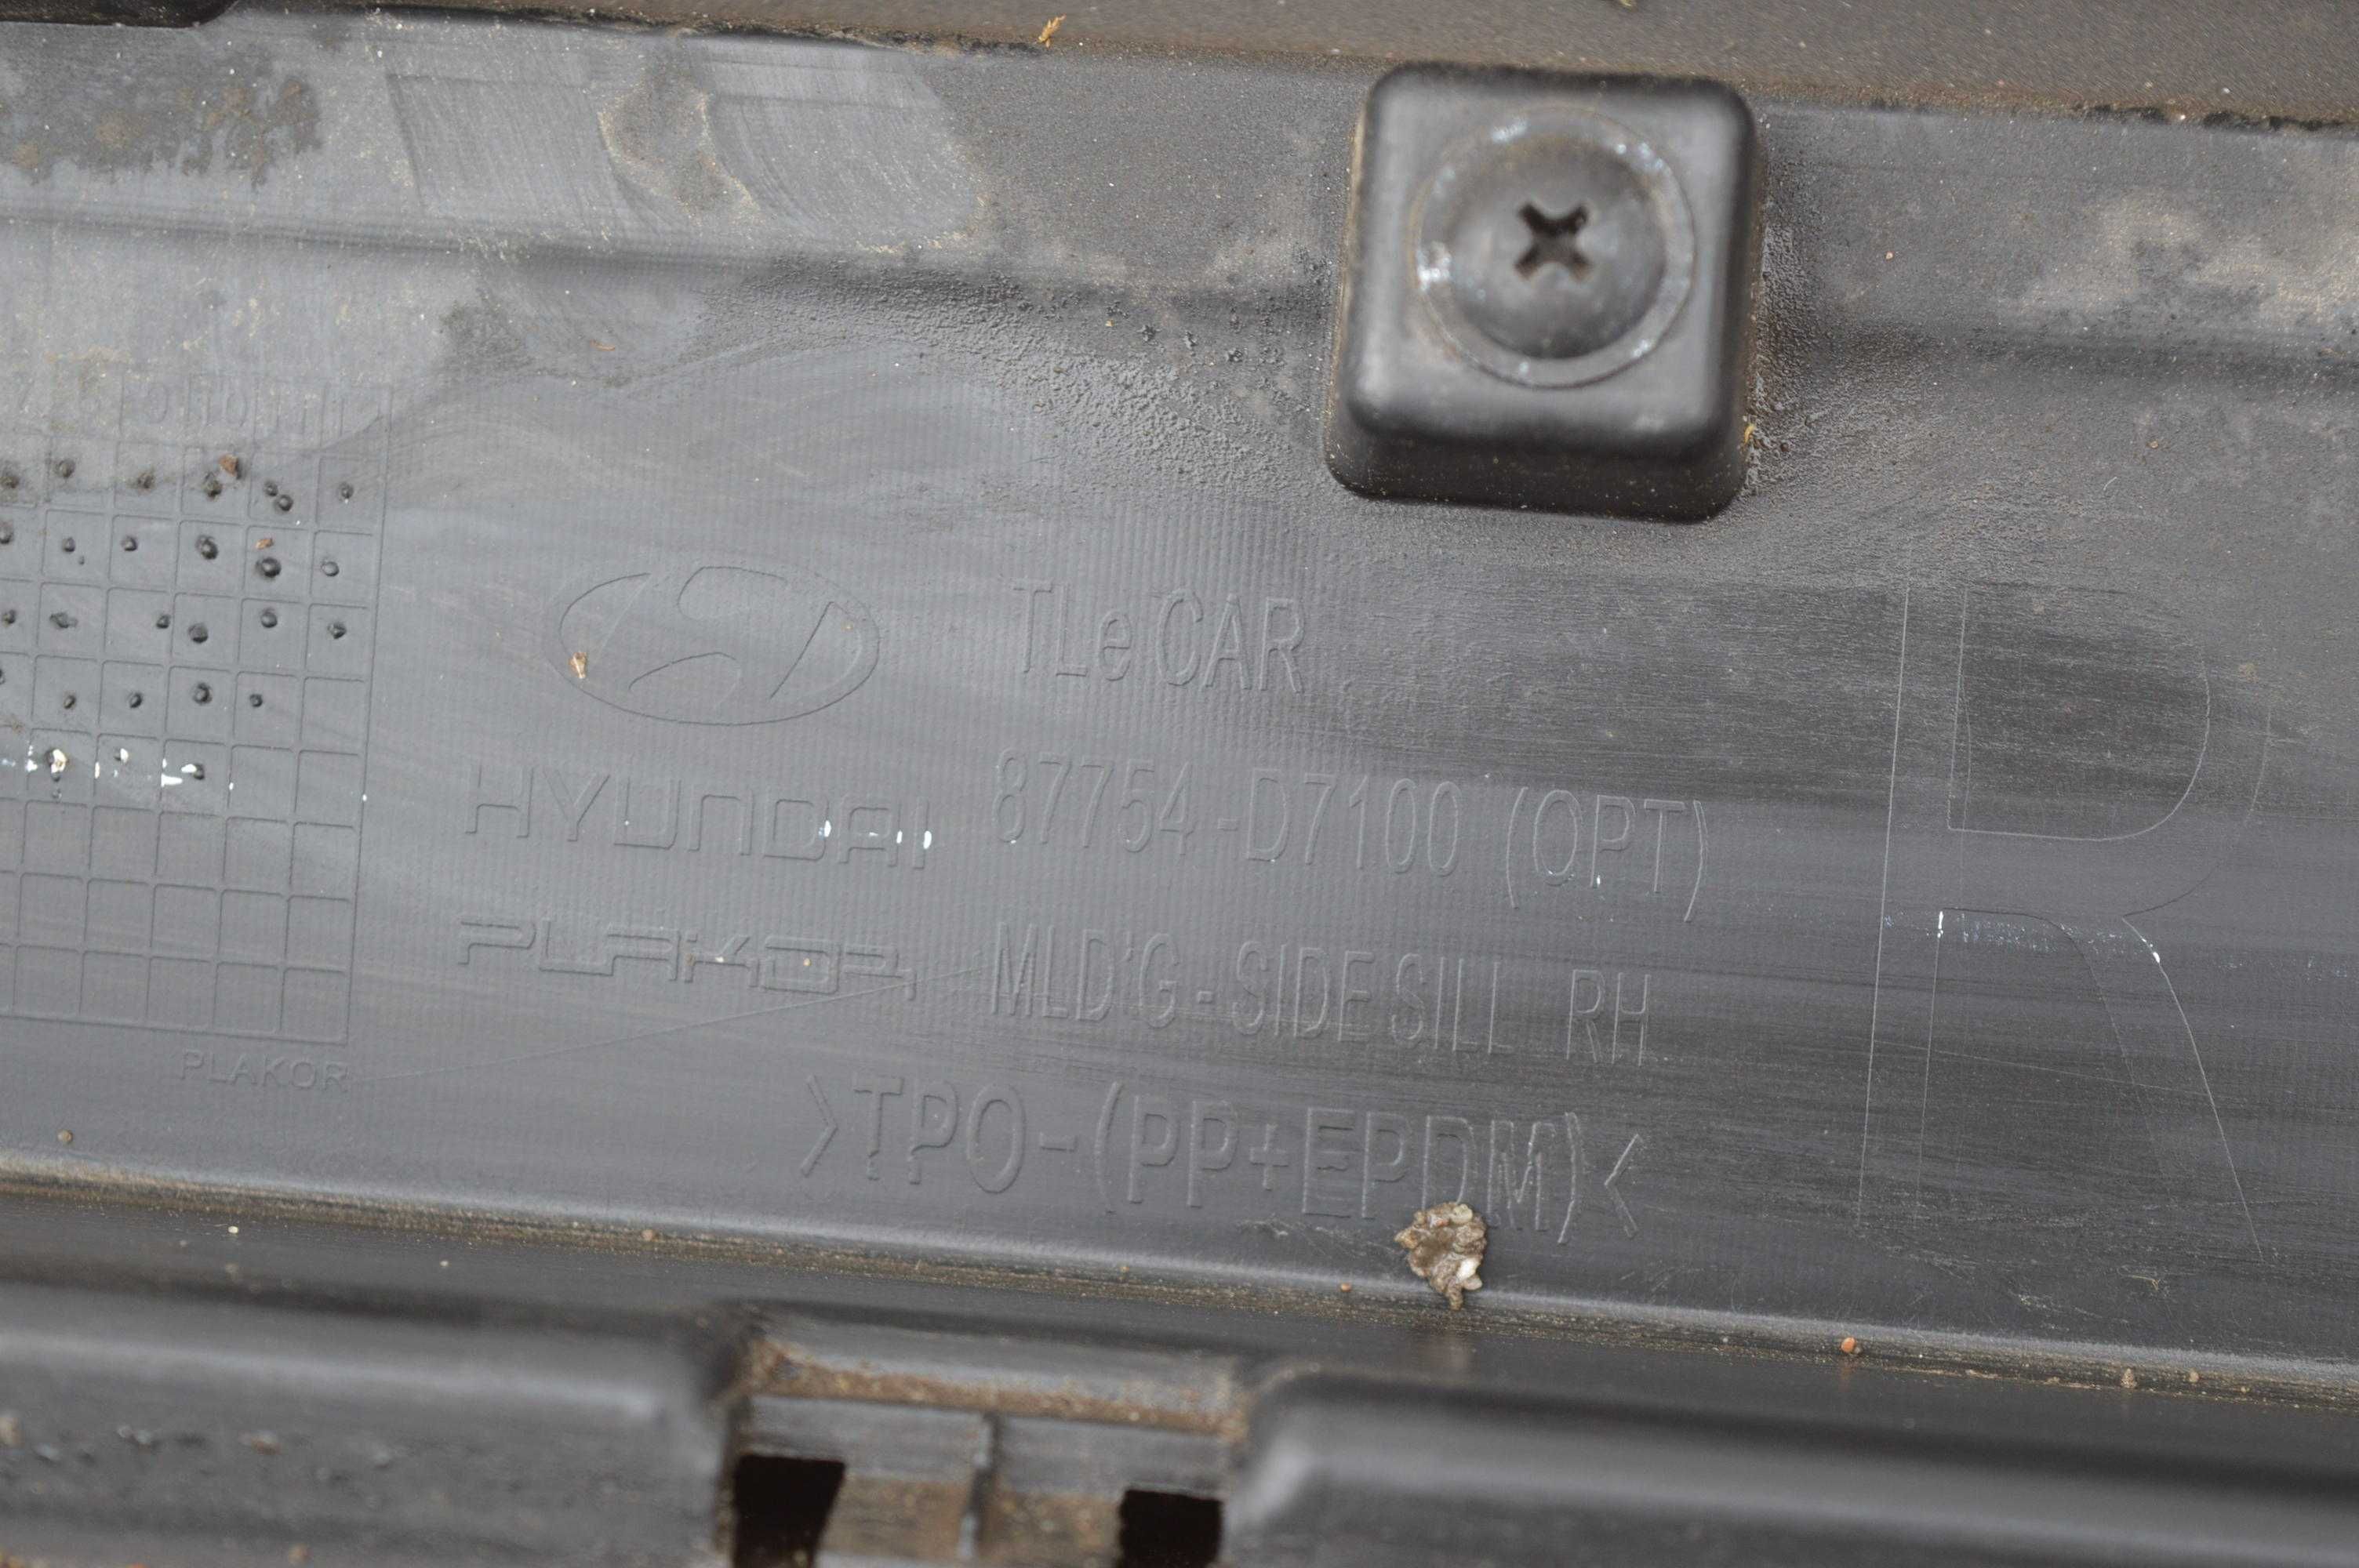 TLe CAR
HYUNDAI 87754-D7100 (OPT)
PLAKOR MLD'G - SIDE SILL RH
>TPO-(PP+EPDM)<
R
PLAKOR